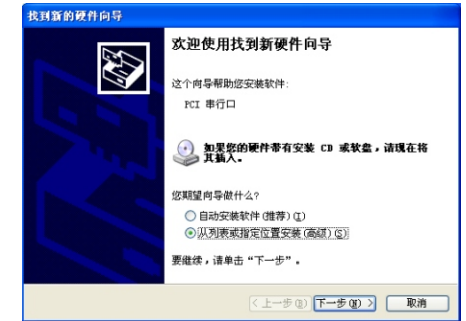 找到新的硬件向导
欢迎使用找到新硬件向导
这个向导帮助您安装软件:
PCI 串行口
如果您的硬件带有安装 CD 或软盘，请现在将
其插入。
您期望向导做什么?
自动安装软件(推荐)(I)
从列表或指定位置安装(高级)(S)
要继续，请单击“下一步”。
<上一步(B) 下一步(N)> 取消